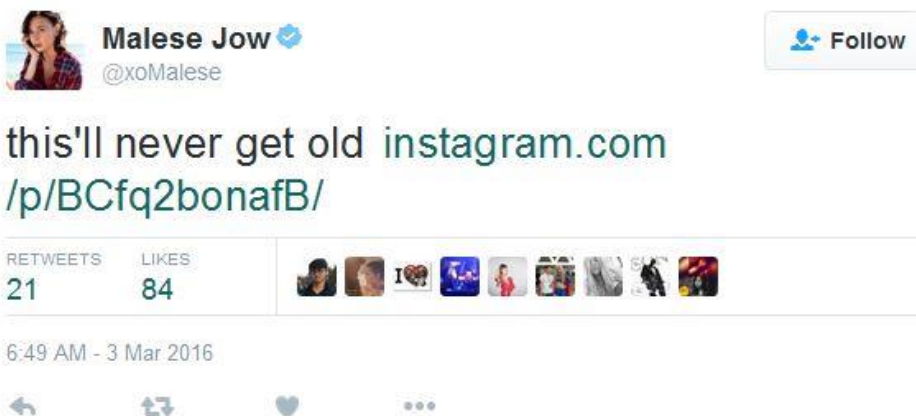 Malese Jow
Follow
@xoMalese
this'll never get old instagram.com
/p/BCfq2bonafB/
RETWEETS LIKES
21 84
I
6:49 AM - 3 Mar 2016